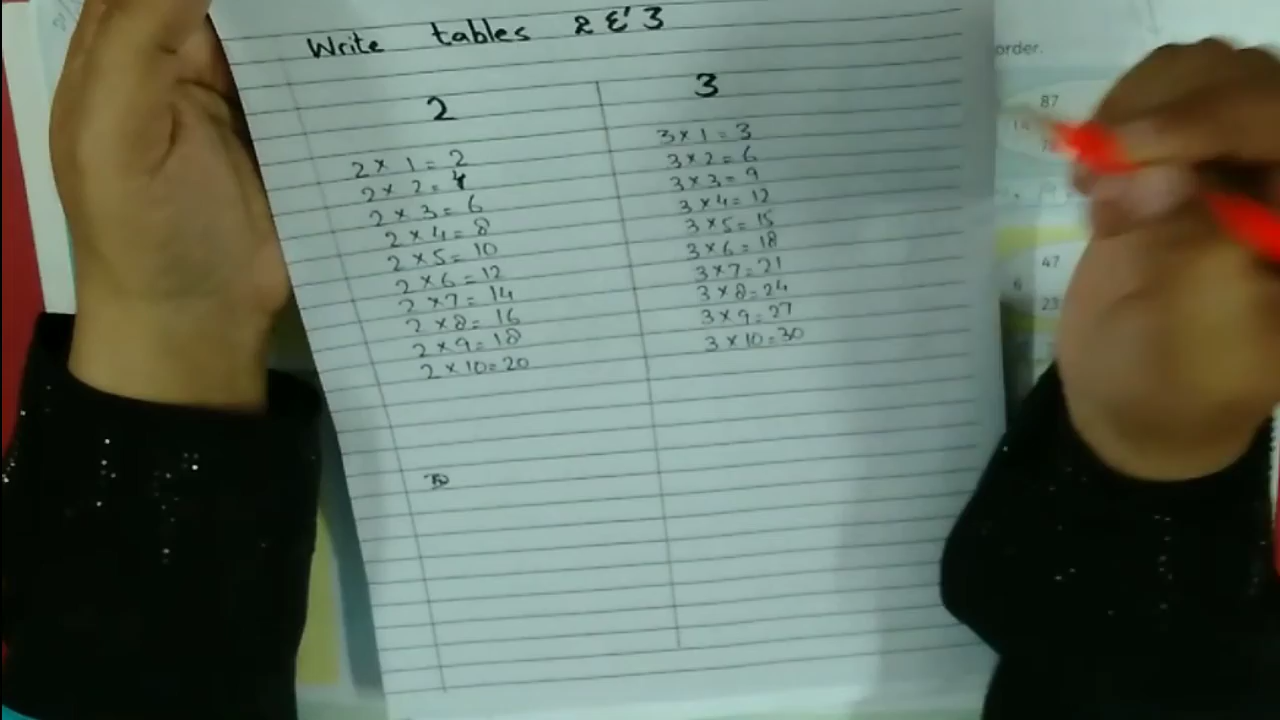 Write tables 2 & 3
2
2 × 1 = 2
2 × 2 = 4
2 × 3 = 6
2 × 4 = 8
2 × 5 = 10
2 × 6 = 12
2 × 7 = 14
2 × 8 = 16
2 × 9 = 18
2 × 10 = 20
3
3 × 1 = 3
3 × 2 = 6
3 × 3 = 9
3 × 4 = 12
3 × 5 = 15
3 × 6 = 18
3 × 7 = 21
3 × 8 = 24
3 × 9 = 27
3 × 10 = 30
order.
87
47
6
23